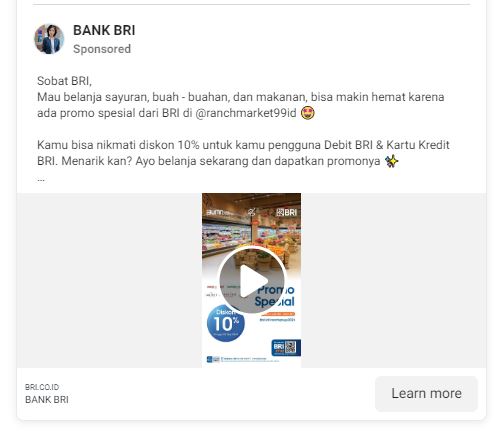 BANK BRI
Sponsored
Sobat BRI,
Mau belanja sayuran, buah - buahan, dan makanan, bisa makin hemat karena
ada promo spesial dari BRI di @ranchmarket99id 🤩
Kamu bisa nikmati diskon 10% untuk kamu pengguna Debit BRI & Kartu Kredit
BRI. Menarik kan? Ayo belanja sekarang dan dapatkan promonya ✨
...
BUMN
BRI
Promo
Spesial
Diskon
10%
BRI
BRI.CO.ID
BANK BRI
Learn more